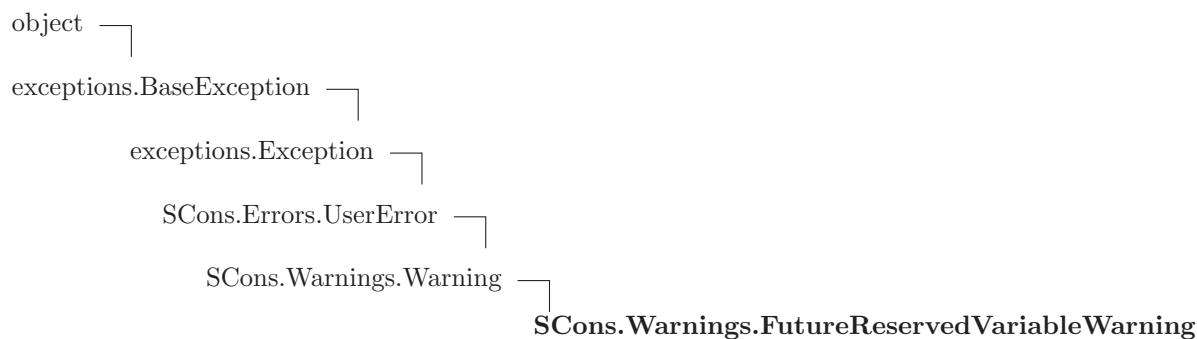 object
exceptions.BaseException
exceptions.Exception
SCons.Errors.UserError
SCons.Warnings.Warning
SCons.Warnings.FutureReservedVariableWarning